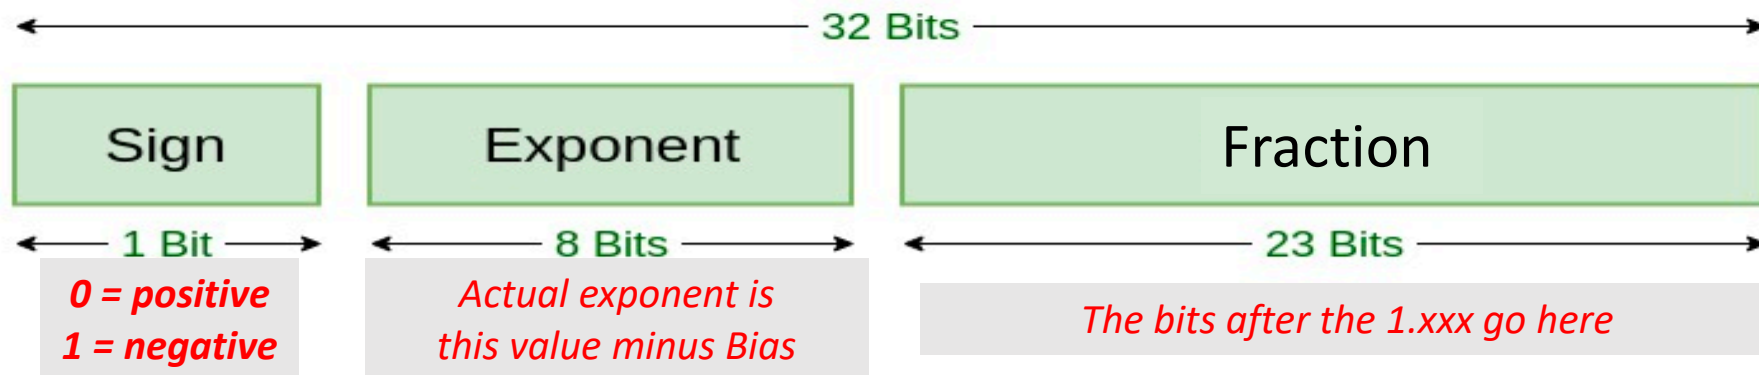 32 Bits
Sign
Exponent
Fraction
1 Bit
8 Bits
23 Bits
0 = positive
1 = negative
Actual exponent is
this value minus Bias
The bits after the 1.xxx go here